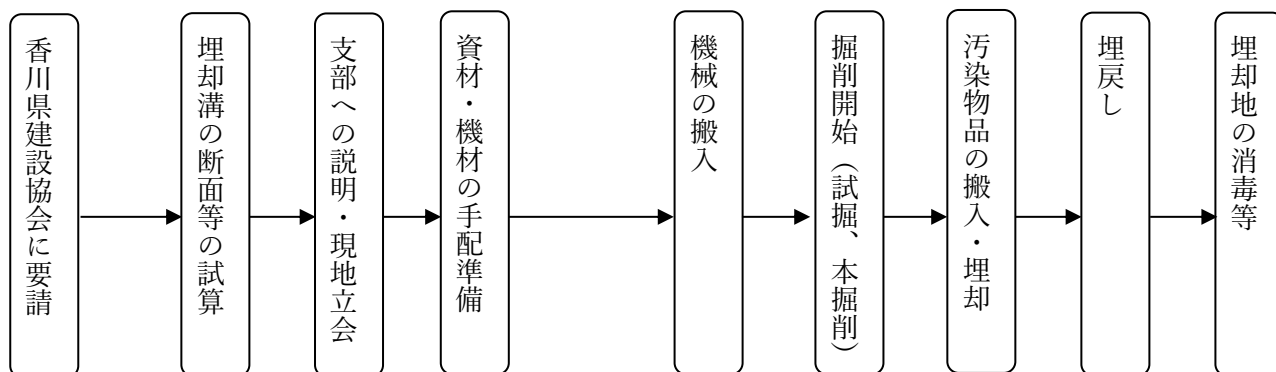 香川県建設協会に要請
埋却溝の断面等の試算
支部への説明・現地立会
資材・機材の手配準備
機械の搬入
掘削開始（試掘、本掘削）
汚染物品の搬入・埋却
埋戻し
埋却地の消毒等